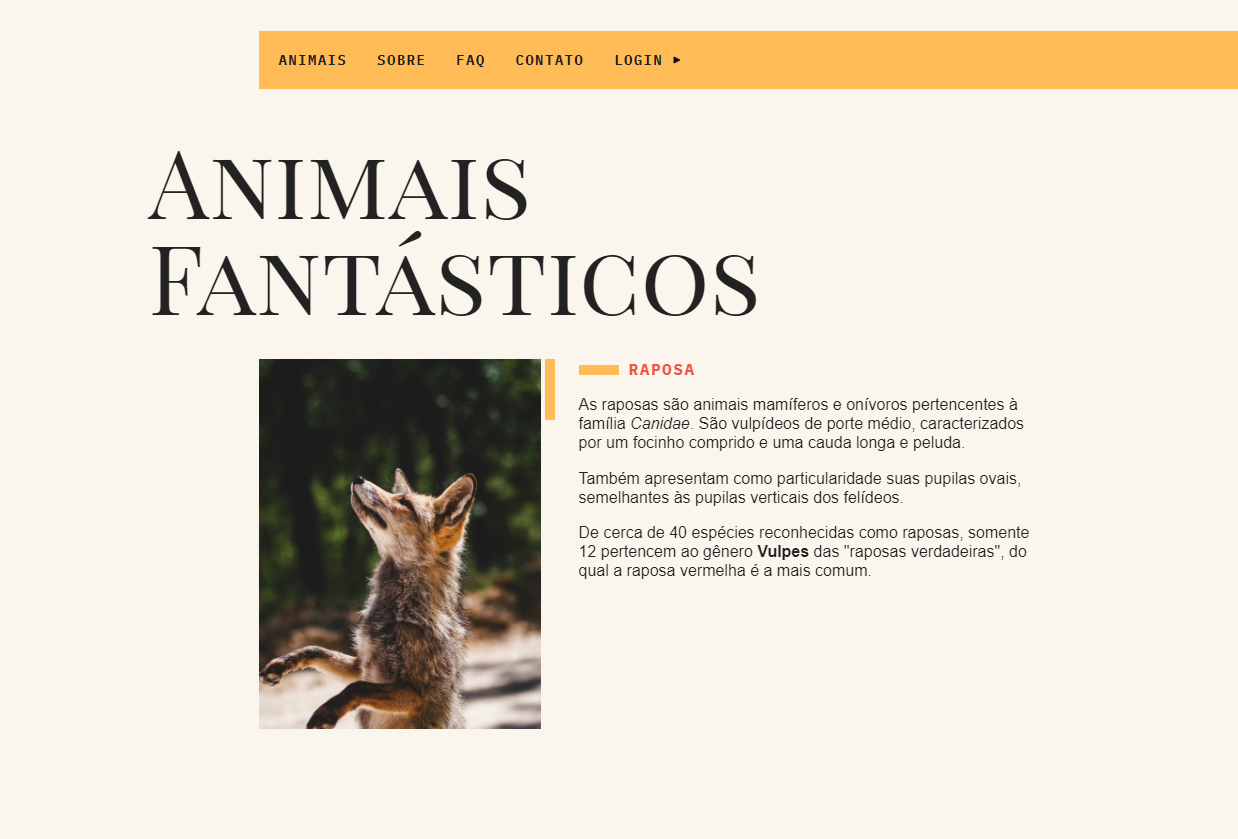 ANIMAIS SOBRE FAQ CONTATO LOGIN ▸
ANIMAIS
FANTÁSTICOS
RAPOSA
As raposas são animais mamíferos e onívoros pertencentes à
família Canidae. São vulpídeos de porte médio, caracterizados
por um focinho comprido e uma cauda longa e peluda.
Também apresentam como particularidade suas pupilas ovais,
semelhantes às pupilas verticais dos felídeos.
De cerca de 40 espécies reconhecidas como raposas, somente
12 pertencem ao gênero Vulpes das "raposas verdadeiras", do
qual a raposa vermelha é a mais comum.